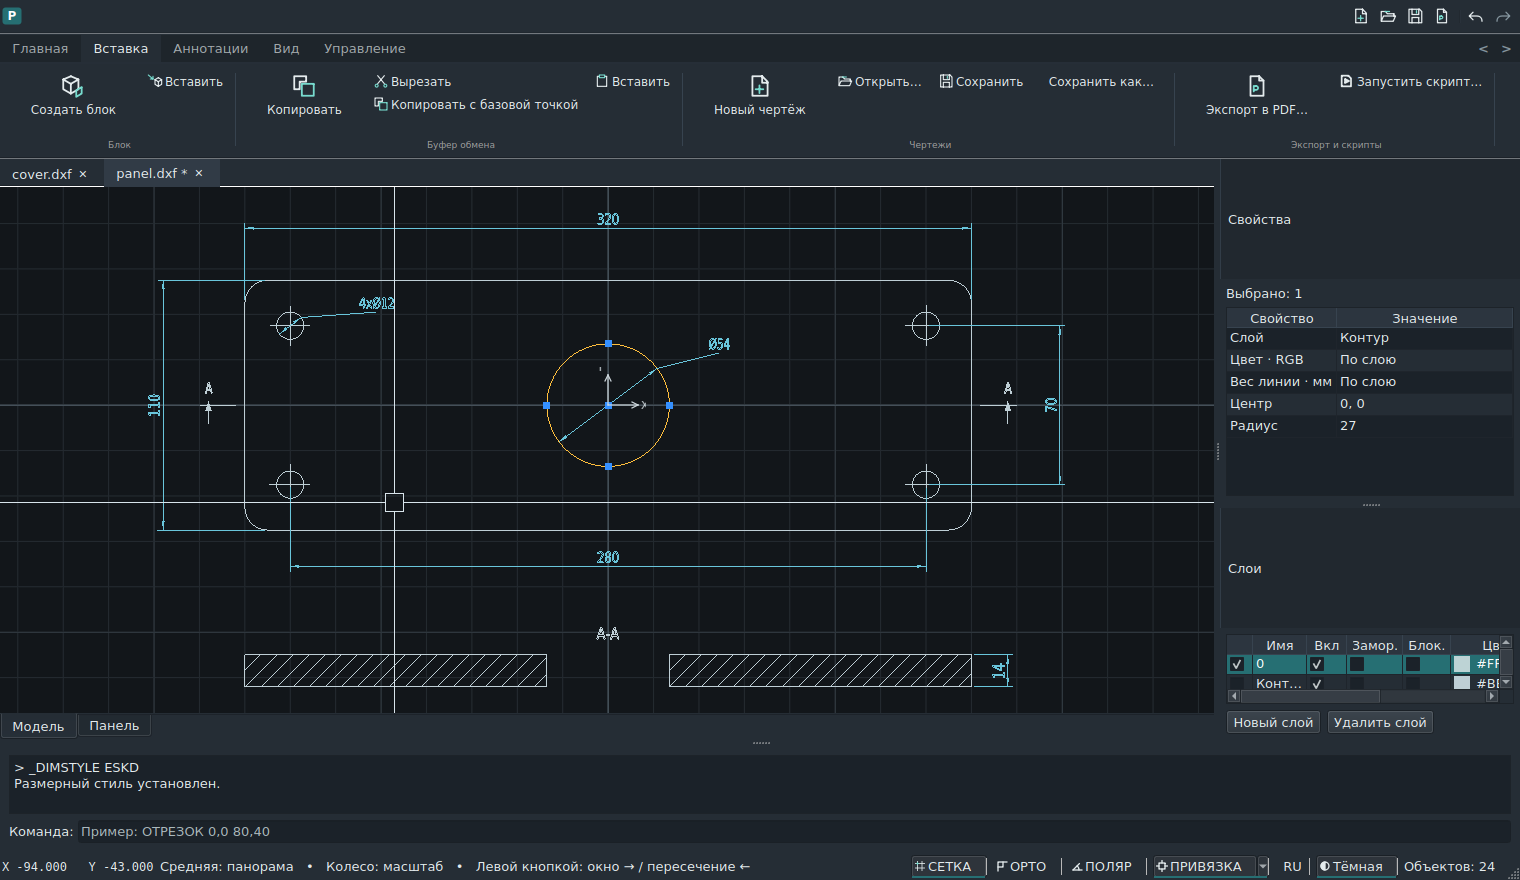 P
Главная Вставка Аннотации Вид Управление < >
Создать блок
Вставить
Блок
Копировать
Вырезать
Копировать с базовой точкой
Вставить
Буфер обмена
Новый чертёж
Открыть...
Сохранить
Сохранить как...
Чертежи
Экспорт в PDF...
Запустить скрипт...
Экспорт и скрипты
cover.dxf ×
panel.dxf * ×
320
4xØ12
Ø54
A
A
110
70
X
280
A-A
14
Модель Панель
Свойства
Выбрано: 1
Свойство Значение
Слой Контур
Цвет · RGB По слою
Вес линии · мм По слою
Центр 0, 0
Радиус 27
Слои
Имя Вкл Замор. Блок. Цв
0 #FF
Конт... #BE
Новый слой Удалить слой
> _DIMSTYLE ESKD
Размерный стиль установлен.
Команда: Пример: ОТРЕЗОК 0,0 80,40
X -94.000 Y -43.000 Средняя: панорама • Колесо: масштаб • Левой кнопкой: окно → / пересечение ← СЕТКА ОРТО ПОЛЯР ПРИВЯЗКА RU Тёмная Объектов: 24